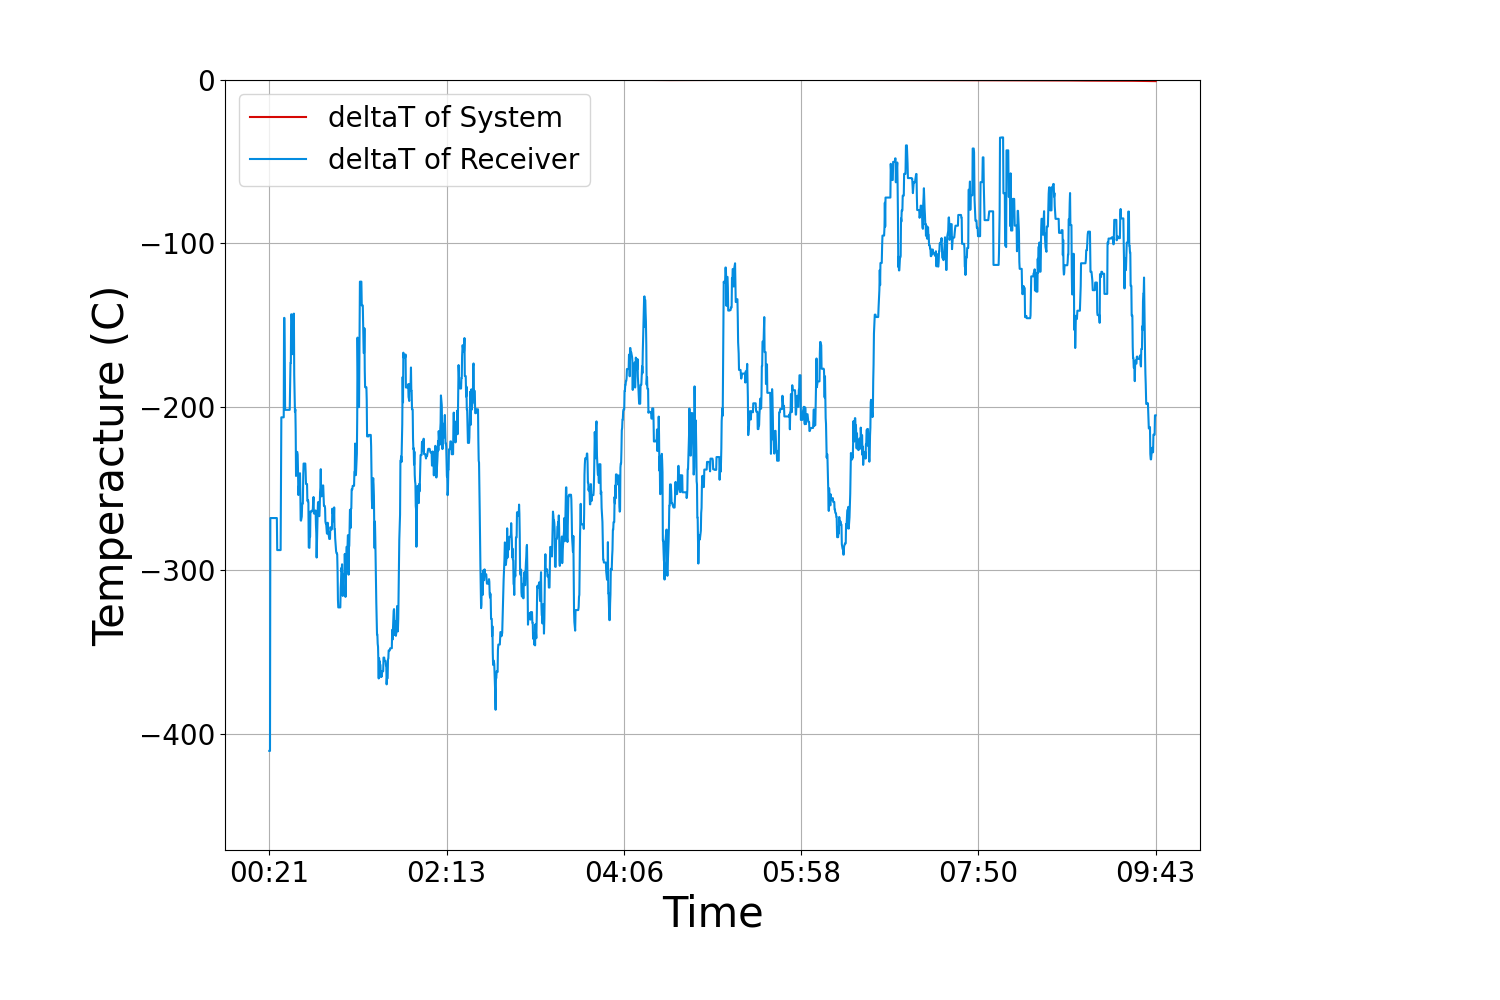 0
−100
−200
−300
−400
Temperacture (C)
deltaT of System
deltaT of Receiver
00:21 02:13 04:06 05:58 07:50 09:43
Time